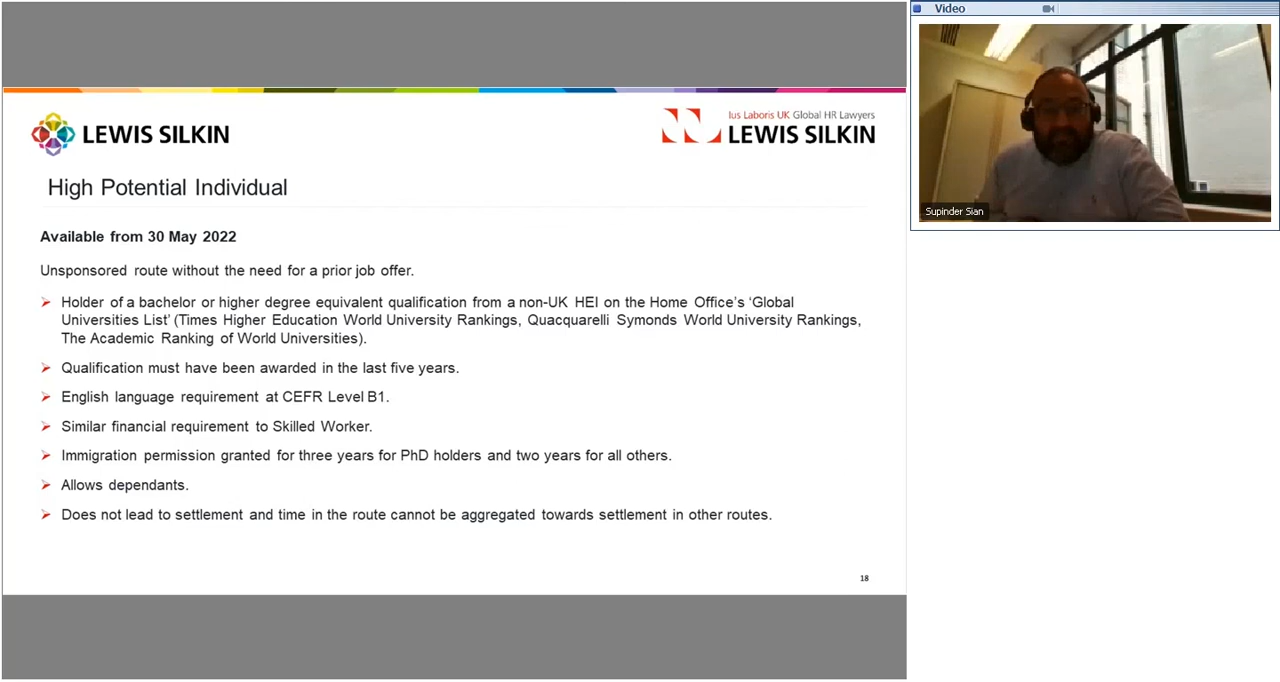 Video
LEWIS SILKIN
Ius Laboris UK Global HR Lawyers
LEWIS SILKIN
High Potential Individual
Available from 30 May 2022
Unsponsored route without the need for a prior job offer.
Holder of a bachelor or higher degree equivalent qualification from a non-UK HEI on the Home Office's ‘Global
Universities List’ (Times Higher Education World University Rankings, Quacquarelli Symonds World University Rankings,
The Academic Ranking of World Universities).
Qualification must have been awarded in the last five years.
English language requirement at CEFR Level B1.
Similar financial requirement to Skilled Worker.
Immigration permission granted for three years for PhD holders and two years for all others.
Allows dependants.
Does not lead to settlement and time in the route cannot be aggregated towards settlement in other routes.
18
Supinder Sian